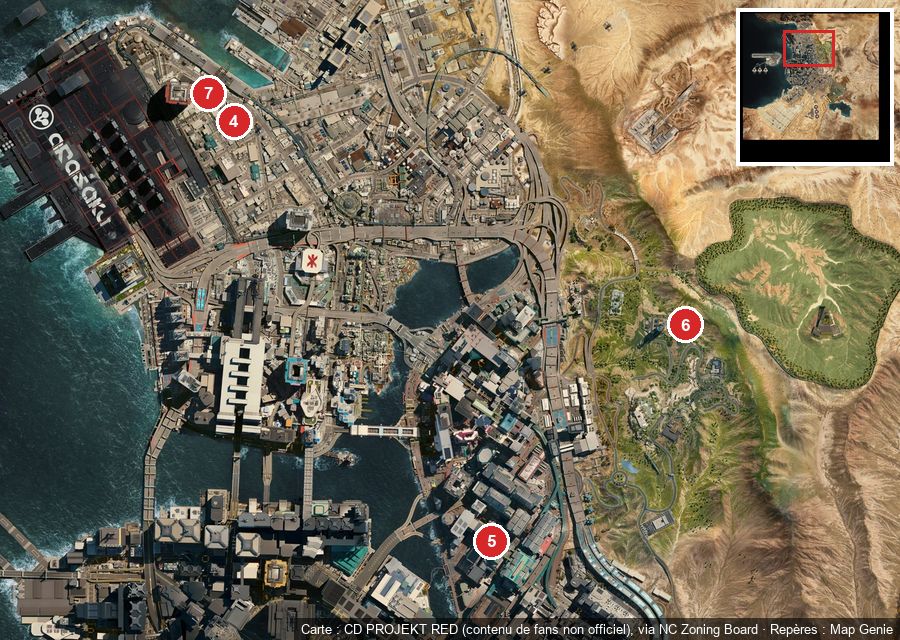 7
4
arasaka
6
5
Carte : CD PROJEKT RED (contenu de fans non officiel), via NC Zoning Board · Repères : Map Genie